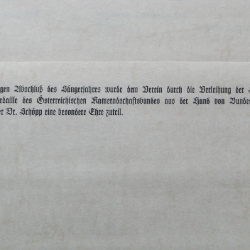 gen Abschluß des Sängerjahres wurde dem Verein durch die Verleihung der
edaille des Österreichischen Kameradschaftsbundes aus der Hand von Bundes
r Dr. Schöpp eine besondere Ehre zuteil.